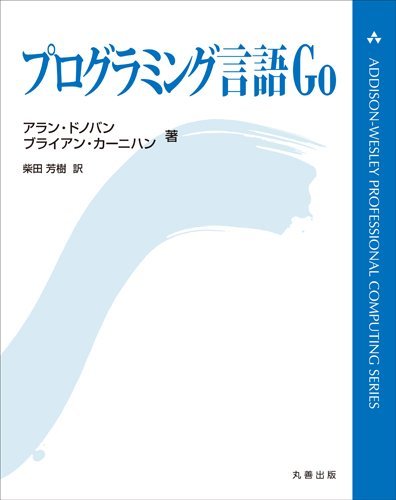 プログラミング言語Go
アラン・ドノバン
ブライアン・カーニハン 著
柴田 芳樹 訳
ADDISON-WESLEY PROFESSIONAL COMPUTING SERIES
丸善出版